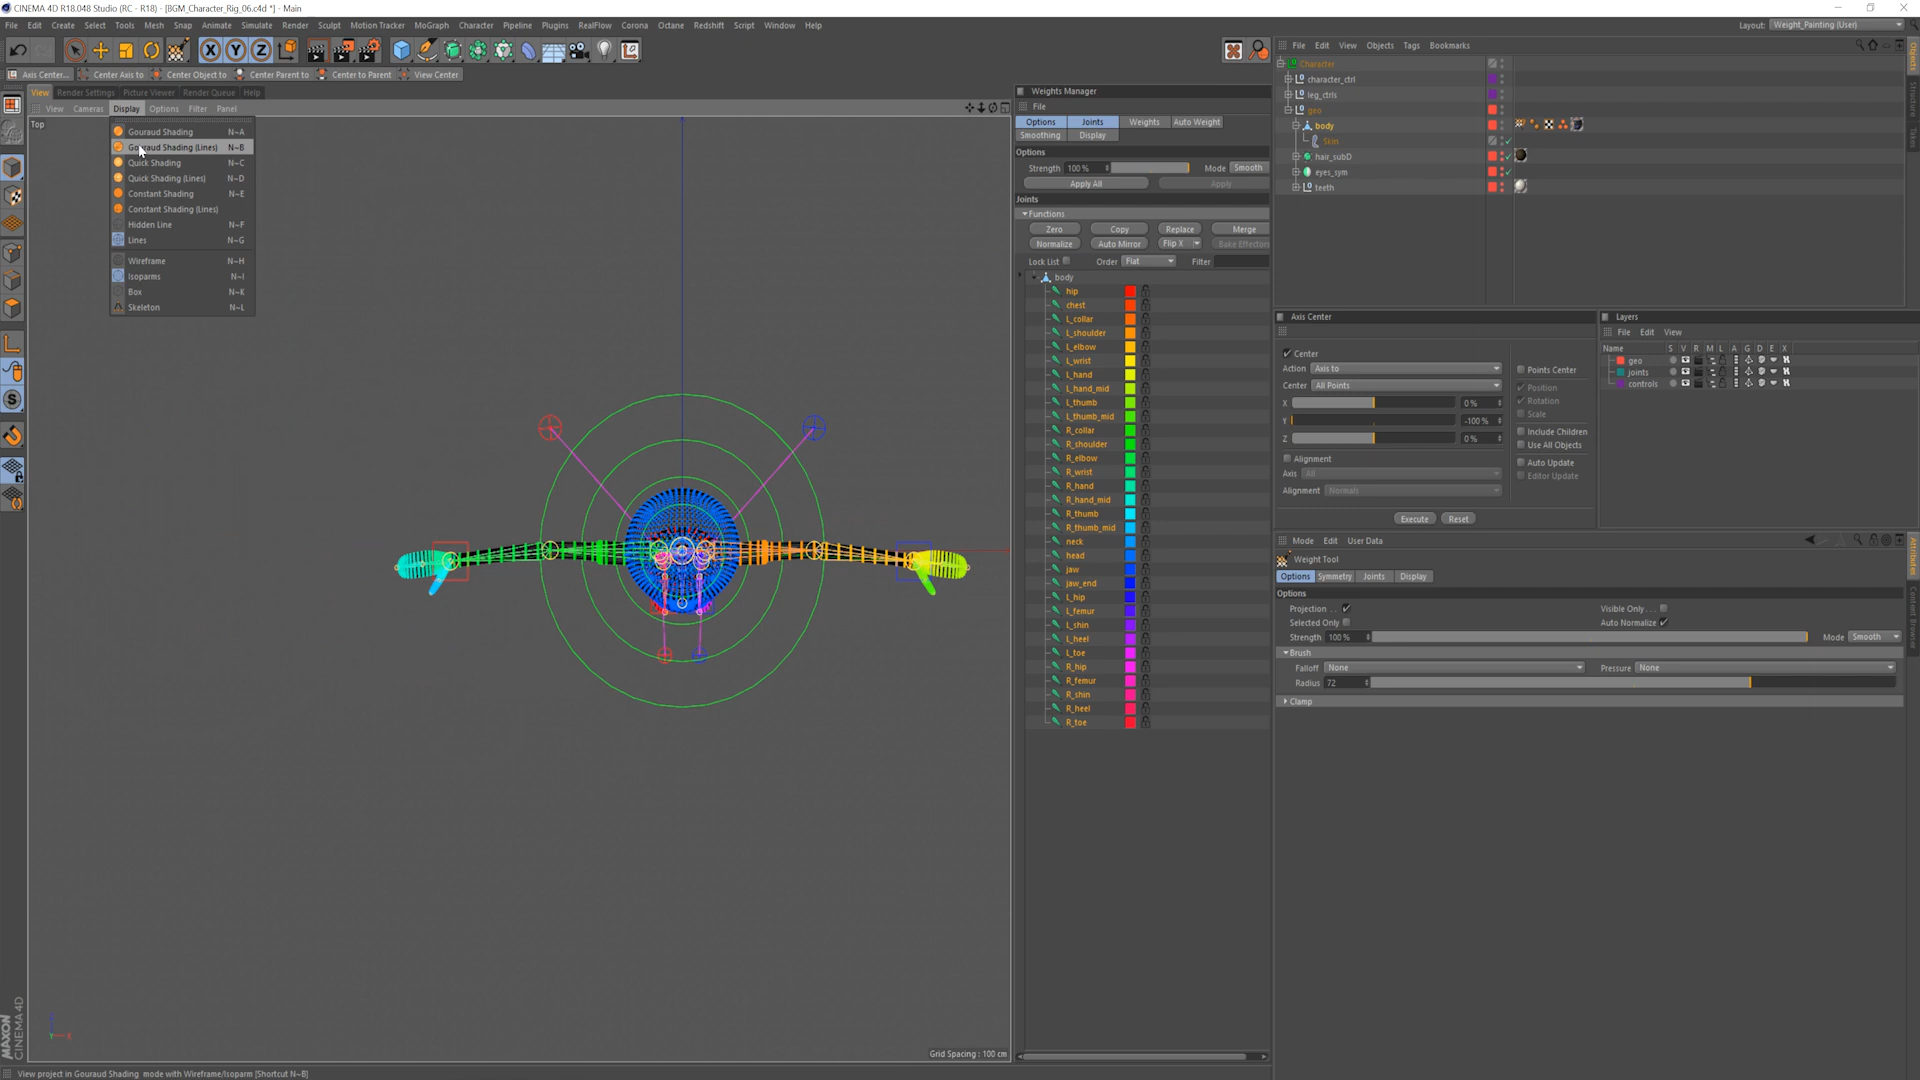 CINEMA 4D R18.048 Studio (RC - R18) - [BGM_Character_Rig_06.c4d *] - Main
File Edit Create Select Tools Mesh Snap Animate Simulate Render Sculpt Motion Tracker MoGraph Character Pipeline Plugins RealFlow Corona Octane Redshift Script Window Help
Layout: Weight_Painting (User)
Axis Center... Center Axis to Center Object to Center Parent to Center to Parent View Center
View Render Settings Picture Viewer Render Queue Help
View Cameras Display Options Filter Panel
Top
Gouraud Shading N~A
Gouraud Shading (Lines) N~B
Quick Shading N~C
Quick Shading (Lines) N~D
Constant Shading N~E
Constant Shading (Lines)
Hidden Line N~F
Lines N~G
Wireframe N~H
Isoparms N~I
Box N~K
Skeleton N~L
Grid Spacing : 100 cm
View project in Gouraud Shading mode with Wireframe/Isoparm [Shortcut N~B]
MAXON
CINEMA 4D
Weights Manager
File
Options Joints Weights Auto Weight
Smoothing Display
Options
Strength 100 % Mode Smooth
Apply All Apply
Joints
Functions
Zero Copy Replace Merge
Normalize Auto Mirror Flip X Bake Effectors
Lock List Order Flat Filter
body
hip
chest
L_collar
L_shoulder
L_elbow
L_wrist
L_hand
L_hand_mid
L_thumb
L_thumb_mid
R_collar
R_shoulder
R_elbow
R_wrist
R_hand
R_hand_mid
R_thumb
R_thumb_mid
neck
head
jaw
jaw_end
L_hip
L_femur
L_shin
L_heel
L_toe
R_hip
R_femur
R_shin
R_heel
R_toe
File Edit View Objects Tags Bookmarks
Character
character_ctrl
leg_ctrls
geo
body
Skin
hair_subD
eyes_sym
teeth
Objects
Structure
Takes
Axis Center
Center
Action Axis to
Center All Points
X 0 %
Y -100 %
Z 0 %
Alignment
Axis All
Alignment Normals
Points Center
Position
Rotation
Scale
Include Children
Use All Objects
Auto Update
Editor Update
Execute Reset
Layers
File Edit View
Name S V R M L A G D E X
geo
joints
controls
Mode Edit User Data
Weight Tool
Options Symmetry Joints Display
Options
Projection . . Visible Only . . .
Selected Only Auto Normalize
Strength 100 % Mode Smooth
Brush
Falloff None Pressure None
Radius 72
Clamp
Attributes
Content Browser